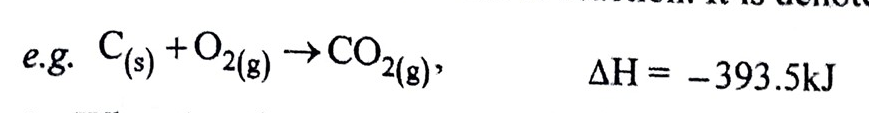 e.g. C(s) + O2(g) → CO2(g), ΔH = −393.5kJ